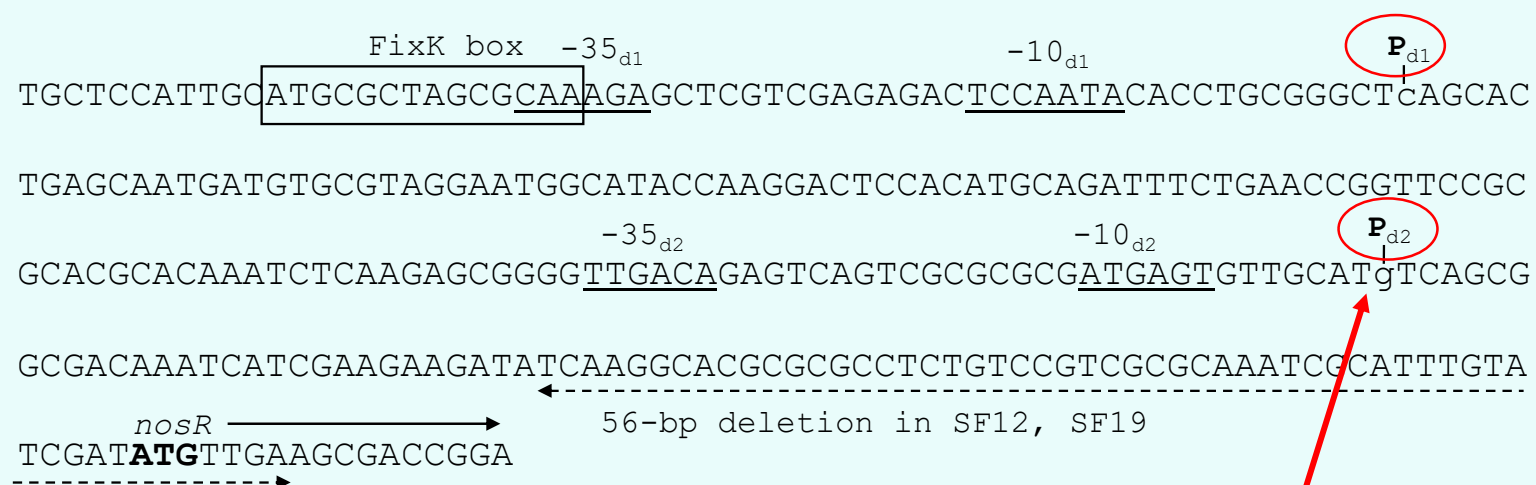 FixK box -35d1 -10d1 Pd1
TGCTCCATTGCATGCGCTAGCGCAAAGAGCTCGTCGAGAGACTCCAATACACCTGCGGGCTcAGCAC
TGAGCAATGATGTGCGTAGGAATGGCATACCAAGGACTCCACATGCAGATTTCTGAACCGGTTCCGC
-35d2 -10d2 Pd2
GCACGCACAAATCTCAAGAGCGGGGTTGACAGAGTCAGTCGCGCGCGATGAGTGTTGCATgTCAGCG
GCGACAAATCATCGAAGAAGATATCAAGGCACGCGCGCCTCTGTCCGTCGCGCAAATCGCATTTGTA
nosR 56-bp deletion in SF12, SF19
TCGATATGTTGAAGCGACCGGA